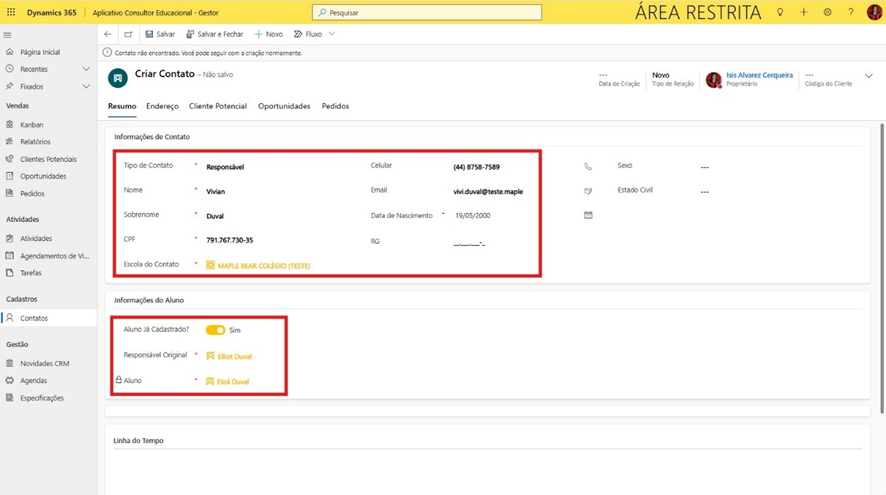 Dynamics 365 Aplicativo Consultor Educacional - Gestor Pesquisar ÁREA RESTRITA
Salvar Salvar e Fechar Novo Fluxo
Página Inicial
Contato não encontrado. Você pode seguir com a criação normalmente.
Recentes
Fixados
Criar Contato - Não salvo
--- Data de Criação
Novo Tipo de Relação
Isis Alvarez Cerqueira Proprietário
--- Código do Cliente
Vendas
Resumo Endereço Cliente Potencial Oportunidades Pedidos
Kanban
Relatórios
Clientes Potenciais
Oportunidades
Pedidos
Atividades
Atividades
Agendamentos de Vi...
Tarefas
Cadastros
Contatos
Gestão
Novidades CRM
Agendas
Especificações
Informações de Contato
Tipo de Contato * Responsável Celular (44) 8758-7589 Sexo ---
Nome * Vivian Email vivi.duval@teste.maple Estado Civil ---
Sobrenome * Duval Data de Nascimento * 19/05/2000
CPF * 791.767.730-35 RG __.___.___-_
Escola do Contato * MAPLE BEAR COLÉGIO (TESTE)
Informações do Aluno
Aluno Já Cadastrado? Sim
Responsável Original * Elliot Duval
Aluno * Eloá Duval
Linha do Tempo